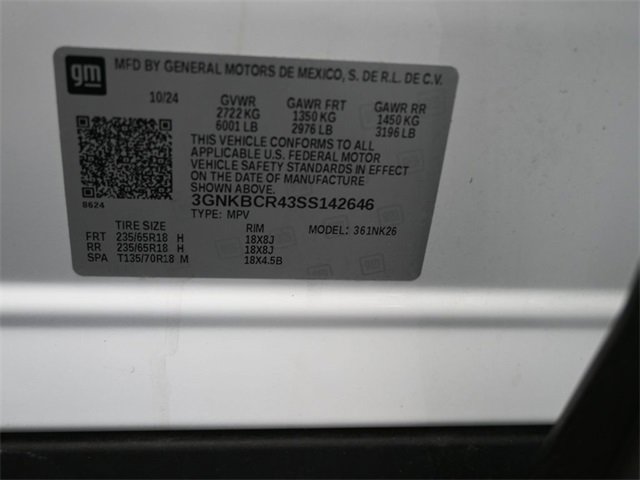 gm MFD BY GENERAL MOTORS DE MEXICO, S. DE R.L. DE C.V.
10/24 GVWR GAWR FRT GAWR RR
2722 KG 1350 KG 1450 KG
6001 LB 2976 LB 3196 LB
THIS VEHICLE CONFORMS TO ALL
APPLICABLE U.S. FEDERAL MOTOR
VEHICLE SAFETY STANDARDS IN EFFECT
ON THE DATE OF MANUFACTURE
SHOWN ABOVE.
8624
3GNKBCR43SS142646
TYPE: MPV MODEL: 361NK26
TIRE SIZE RIM
FRT 235/65R18 H 18X8J
RR 235/65R18 H 18X8J
SPA T135/70R18 M 18X4.5B